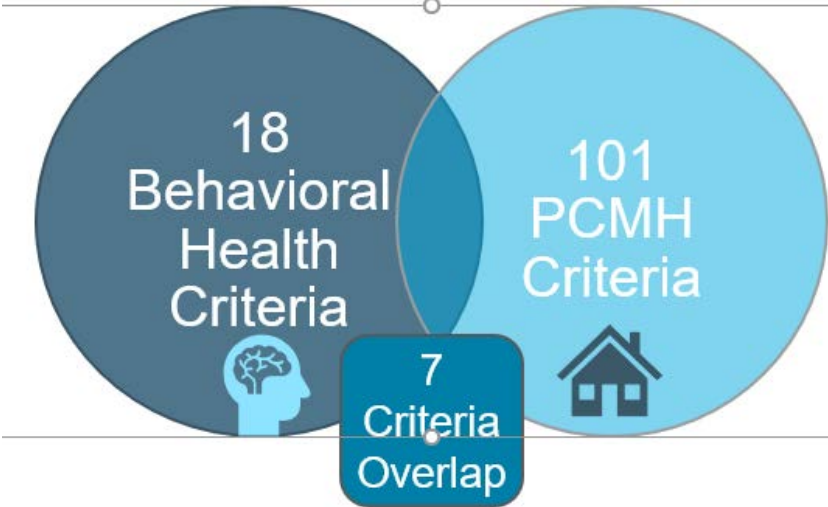 18
Behavioral
Health
Criteria
101
PCMH
Criteria
7
Criteria
Overlap